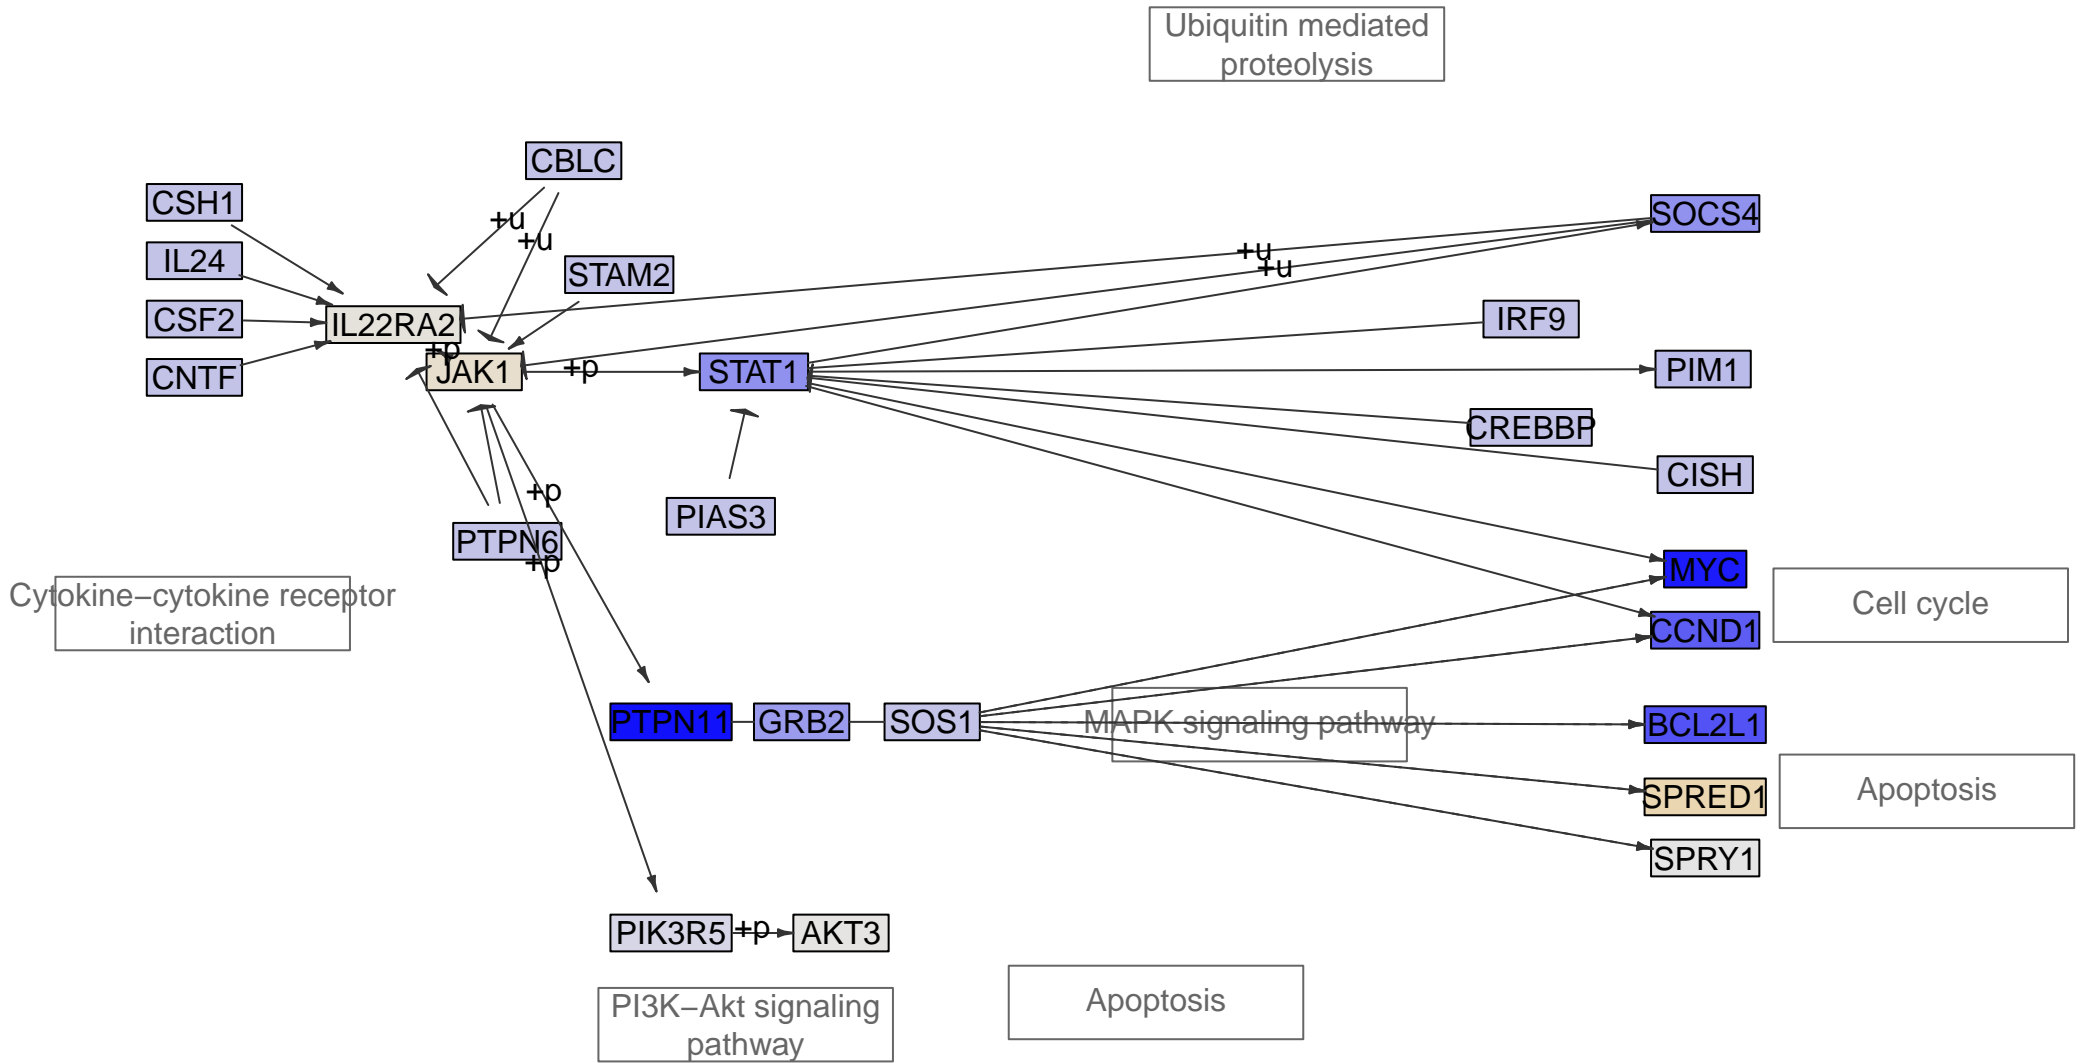 Ubiquitin mediated
proteolysis
CBLC
CSH1
SOCS4
+u
+u
+u
IL24
STAM2
+u
CSF2
IL22RA2
IRF9
+p
CNTF
JAK1
+p
STAT1
PIM1
CREBBP
CISH
+p
PIAS3
PTPN6
+p
MYC
Cytokine−cytokine receptor
interaction
Cell cycle
CCND1
PTPN11
GRB2
SOS1
MAPK signaling pathway
BCL2L1
SPRED1
Apoptosis
SPRY1
PIK3R5
+p
AKT3
PI3K−Akt signaling
pathway
Apoptosis